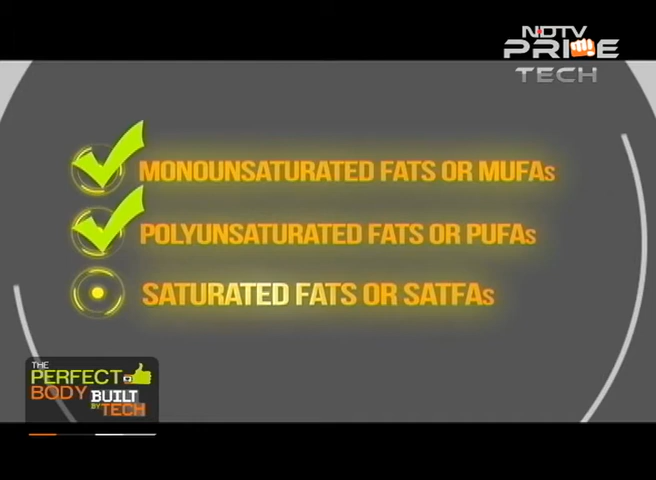 NDTV
PRIME
TECH
MONOUNSATURATED FATS OR MUFAs
POLYUNSATURATED FATS OR PUFAs
SATURATED FATS OR SATFAs
THE
PERFECT
BODY BUILT
BY TECH